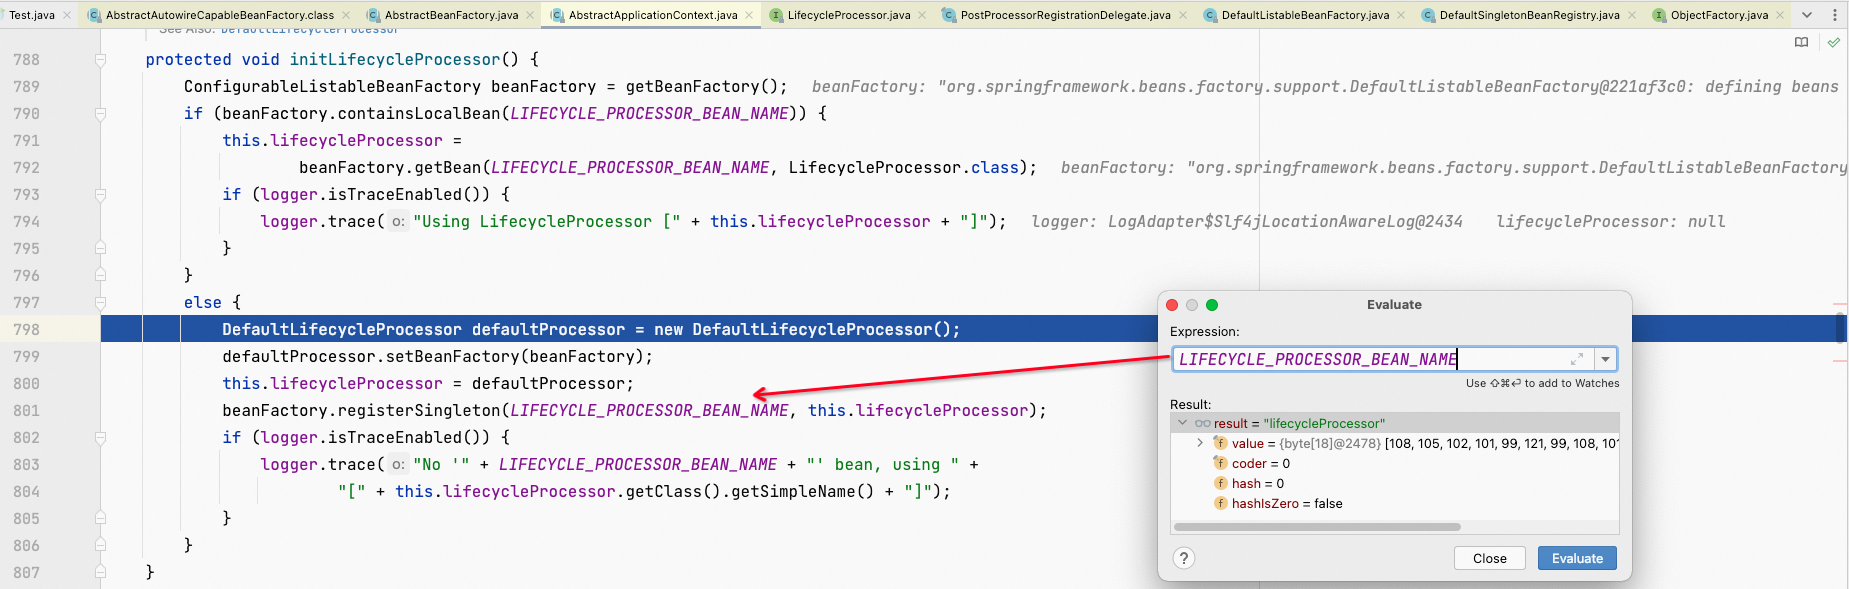 Test.java AbstractAutowireCapableBeanFactory.class AbstractBeanFactory.java AbstractApplicationContext.java LifecycleProcessor.java PostProcessorRegistrationDelegate.java DefaultListableBeanFactory.java DefaultSingletonBeanRegistry.java ObjectFactory.java
See Also: DefaultLifecycleProcessor
788 protected void initLifecycleProcessor() {
789 ConfigurableListableBeanFactory beanFactory = getBeanFactory(); beanFactory: "org.springframework.beans.factory.support.DefaultListableBeanFactory@221af3c0: defining beans
790 if (beanFactory.containsLocalBean(LIFECYCLE_PROCESSOR_BEAN_NAME)) {
791 this.lifecycleProcessor =
792 beanFactory.getBean(LIFECYCLE_PROCESSOR_BEAN_NAME, LifecycleProcessor.class); beanFactory: "org.springframework.beans.factory.support.DefaultListableBeanFactory
793 if (logger.isTraceEnabled()) {
794 logger.trace( o: "Using LifecycleProcessor [" + this.lifecycleProcessor + "]"); logger: LogAdapter$Slf4jLocationAwareLog@2434 lifecycleProcessor: null
795 }
796 }
797 else {
798 DefaultLifecycleProcessor defaultProcessor = new DefaultLifecycleProcessor();
799 defaultProcessor.setBeanFactory(beanFactory);
800 this.lifecycleProcessor = defaultProcessor;
801 beanFactory.registerSingleton(LIFECYCLE_PROCESSOR_BEAN_NAME, this.lifecycleProcessor);
802 if (logger.isTraceEnabled()) {
803 logger.trace( o: "No '" + LIFECYCLE_PROCESSOR_BEAN_NAME + "' bean, using " +
804 "[" + this.lifecycleProcessor.getClass().getSimpleName() + "]");
805 }
806 }
807 }
Evaluate
Expression:
LIFECYCLE_PROCESSOR_BEAN_NAME
Use ⇧⌘⏎ to add to Watches
Result:
result = "lifecycleProcessor"
value = {byte[18]@2478} [108, 105, 102, 101, 99, 121, 99, 108, 101
coder = 0
hash = 0
hashIsZero = false
? Close Evaluate